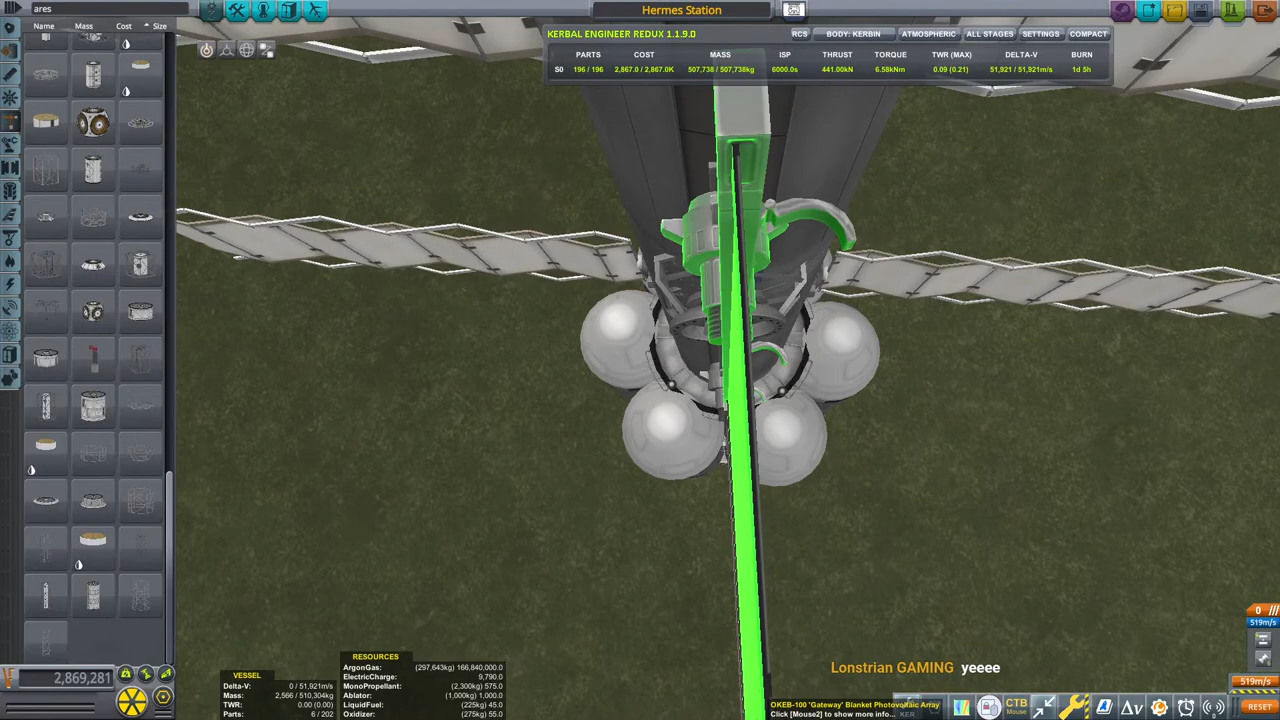 ares
Hermes Station
Name Mass Cost Size
KERBAL ENGINEER REDUX 1.1.9.0 RCS BODY: KERBIN ATMOSPHERIC ALL STAGES SETTINGS COMPACT
PARTS COST MASS ISP THRUST TORQUE TWR (MAX) DELTA-V BURN
S0 196 / 196 2,867.0 / 2,867.0K 507,738 / 507,738kg 6000.0s 441.00kN 6.58kNm 0.09 (0.21) 51,921 / 51,921m/s 1d 5h
0
519m/s
Lonstrian GAMING yeeee
519m/s
2,869,281
VESSEL
Delta-V: 0 / 51,921m/s
Mass: 2,566 / 510,304kg
TWR: 0.00 (0.00)
Parts: 6 / 202
RESOURCES
ArgonGas: (297,643kg) 166,840,000.0
ElectricCharge: 9,790.0
MonoPropellant: (2,300kg) 575.0
Ablator: (1,000kg) 1,000.0
LiquidFuel: (225kg) 45.0
Oxidizer: (275kg) 55.0
OKEB-100 'Gateway' Blanket Photovoltaic Array
Click [Mouse2] to show more info...
KER
CTB
Mouse
Δv
RESET